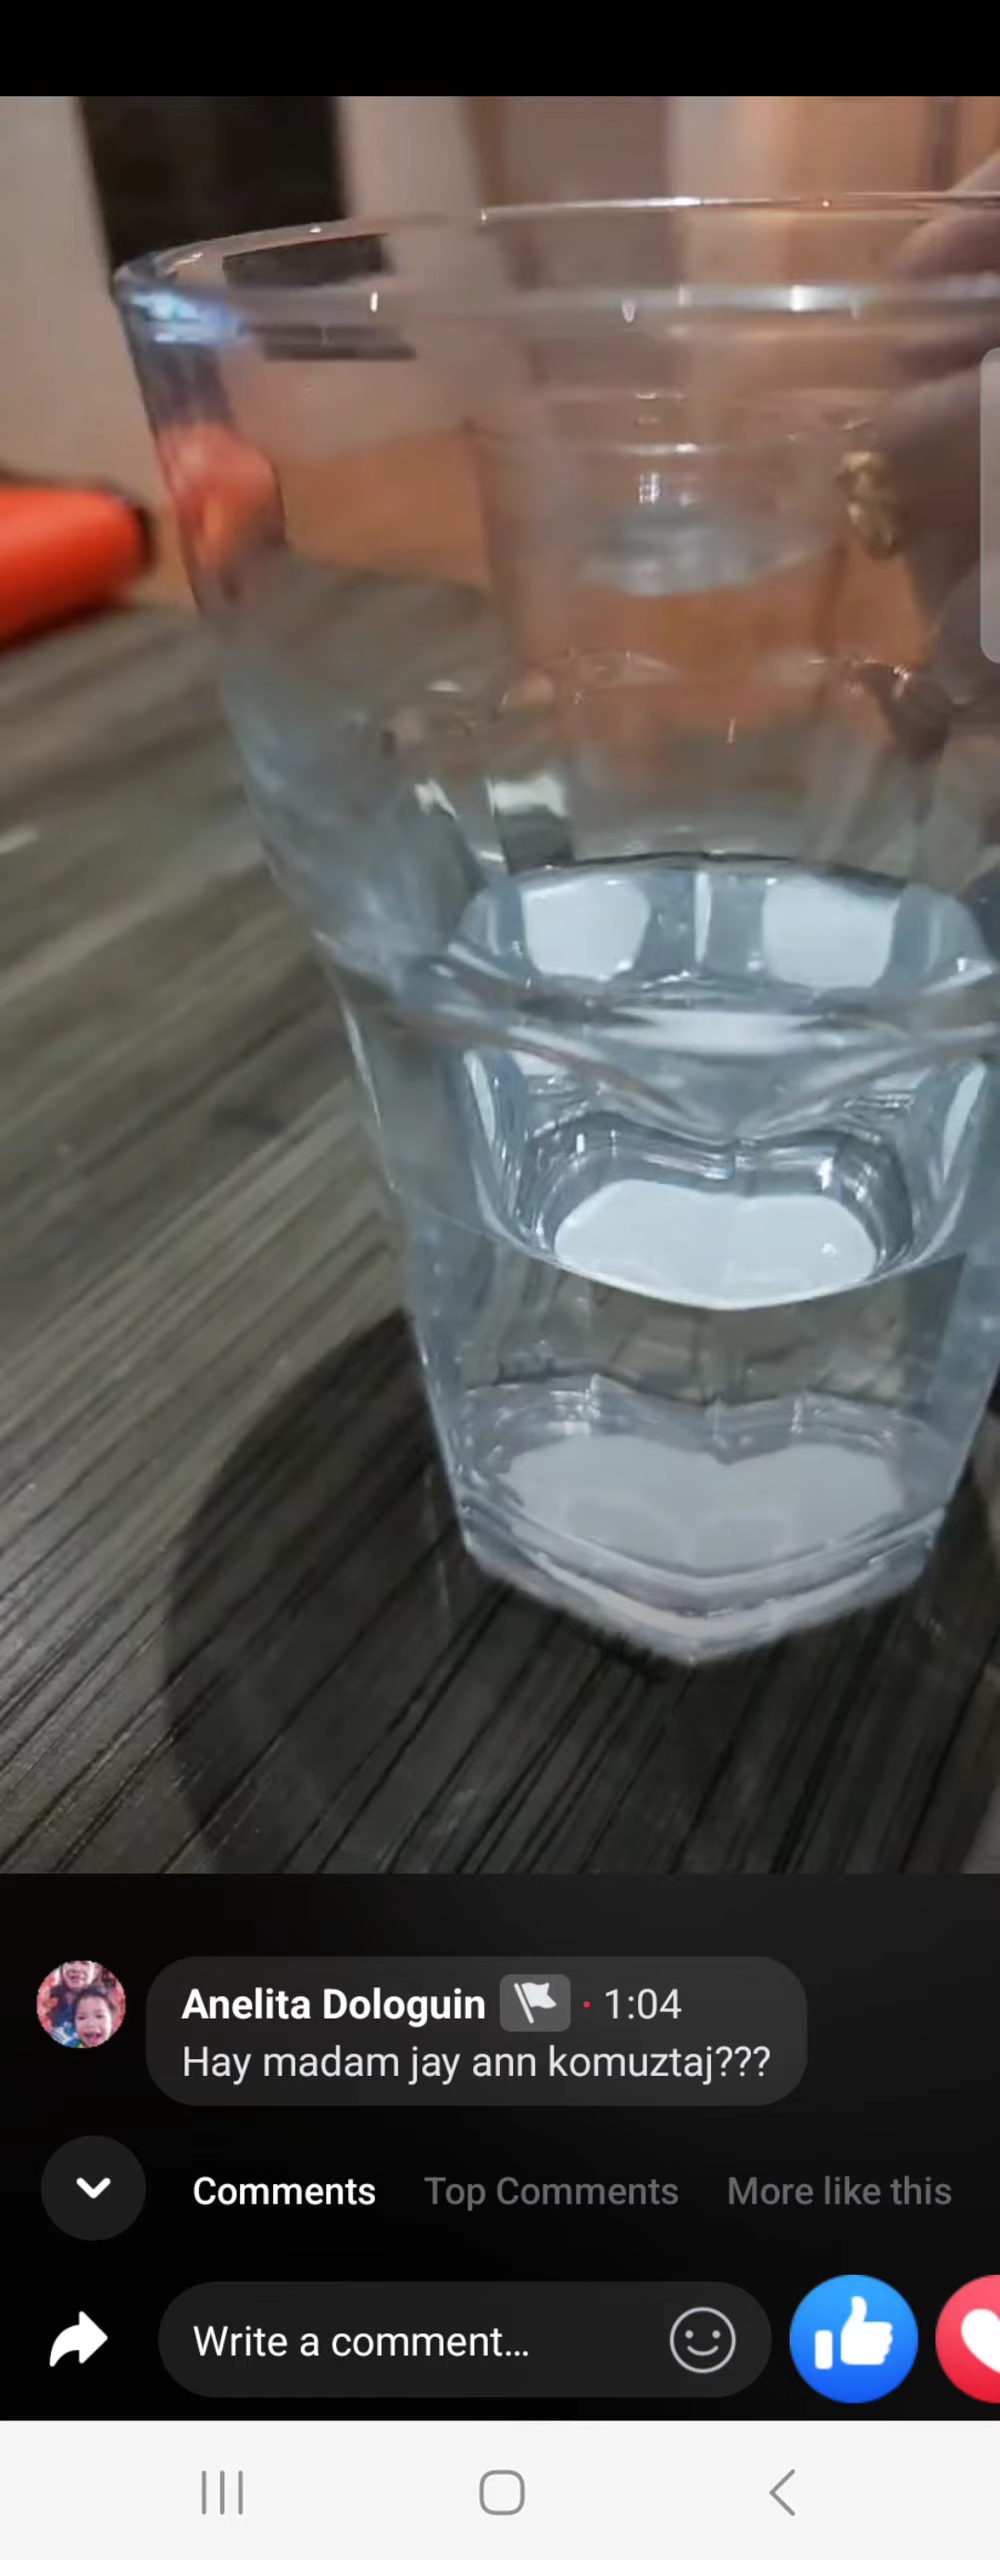 Anelita Dologuin · 1:04
Hay madam jay ann komuztaj???
Comments Top Comments More like this
Write a comment...